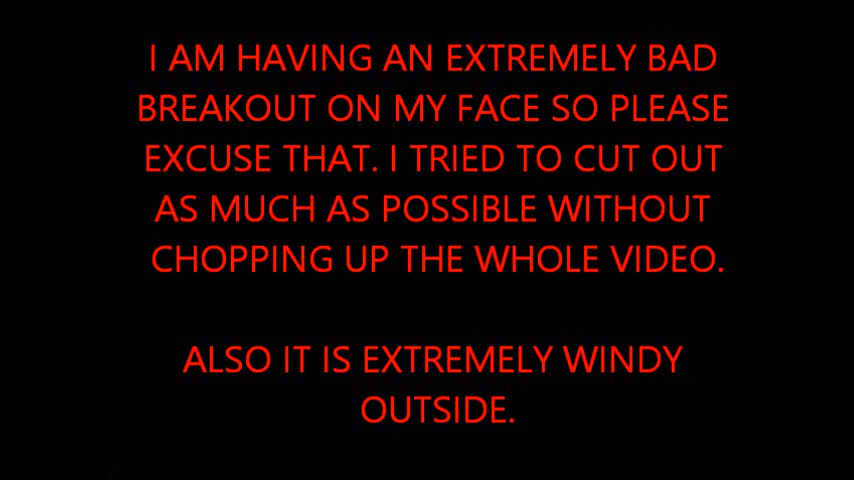 I AM HAVING AN EXTREMELY BAD
BREAKOUT ON MY FACE SO PLEASE
EXCUSE THAT. I TRIED TO CUT OUT
AS MUCH AS POSSIBLE WITHOUT
CHOPPING UP THE WHOLE VIDEO.
ALSO IT IS EXTREMELY WINDY
OUTSIDE.